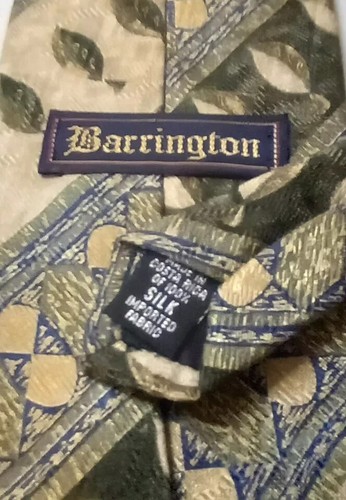 Barrington
MADE IN
COSTA RICA
OF 100%
SILK
IMPORTED
FABRIC